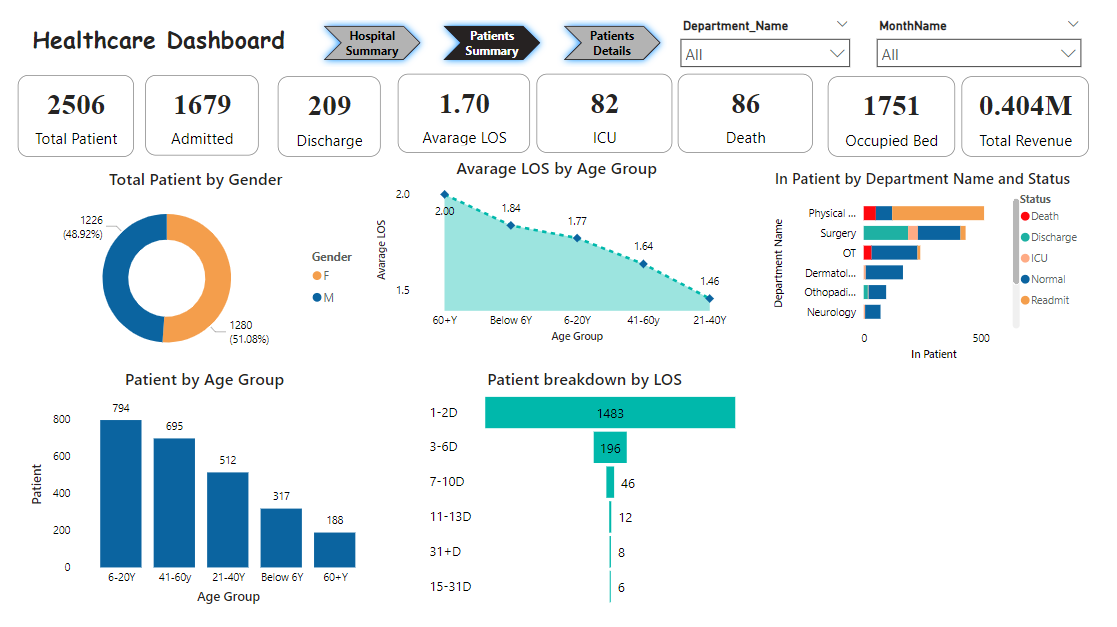 Healthcare Dashboard
Hospital
Summary
Patients
Summary
Patients
Details
Department_Name
All
MonthName
All
2506
Total Patient
1679
Admitted
209
Discharge
1.70
Avarage LOS
82
ICU
86
Death
1751
Occupied Bed
0.404M
Total Revenue
Total Patient by Gender
1226
(48.92%)
1280
(51.08%)
Gender
F
M
Avarage LOS by Age Group
Avarage LOS
2.0
1.5
2.00
1.84
1.77
1.64
1.46
60+Y
Below 6Y
6-20Y
41-60y
21-40Y
Age Group
In Patient by Department Name and Status
Department Name
Physical ...
Surgery
OT
Dermatol...
Othopadi...
Neurology
0
500
In Patient
Status
Death
Discharge
ICU
Normal
Readmit
Patient by Age Group
Patient
800
600
400
200
0
794
695
512
317
188
6-20Y
41-60y
21-40Y
Below 6Y
60+Y
Age Group
Patient breakdown by LOS
1-2D
1483
3-6D
196
7-10D
46
11-13D
12
31+D
8
15-31D
6